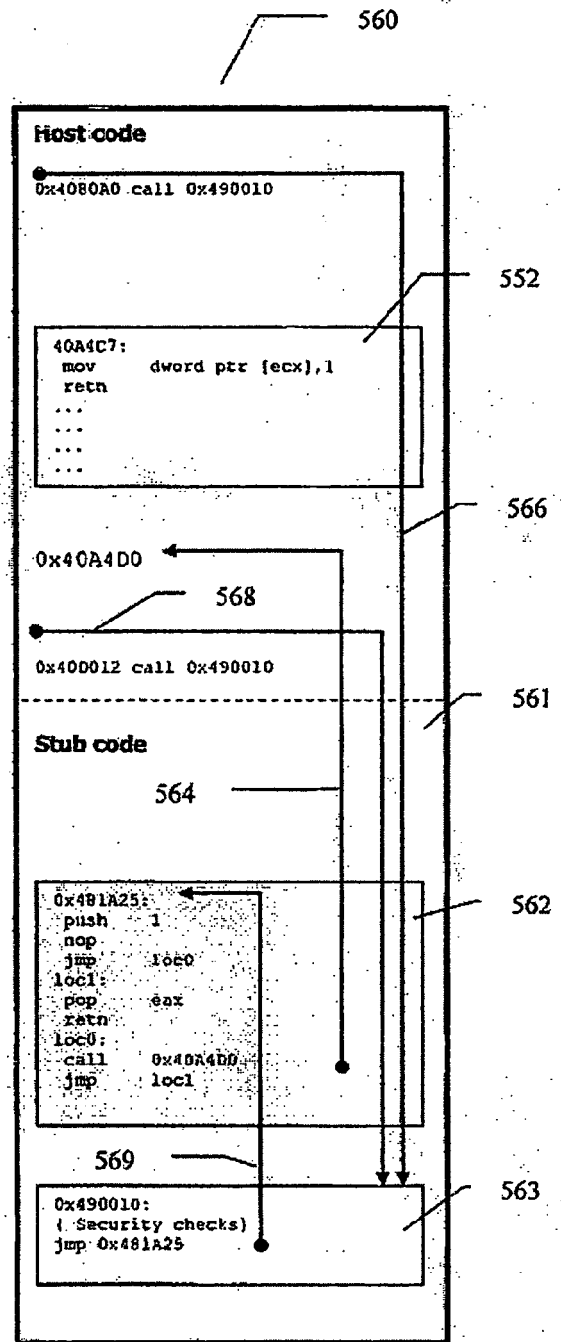 560
Host code
0x4080A0 call 0x490010
552
40A4C7:
mov dword ptr [ecx],1
retn
...
...
...
...
566
0x40A4D0
568
0x40D012 call 0x490010
561
Stub code
564
562
0x481A25:
push 1
nop
jmp loc0
loc1:
pop eax
retn
loc0:
call 0x40A4D0
jmp loc1
569
563
0x490010:
( Security checks)
jmp 0x481A25